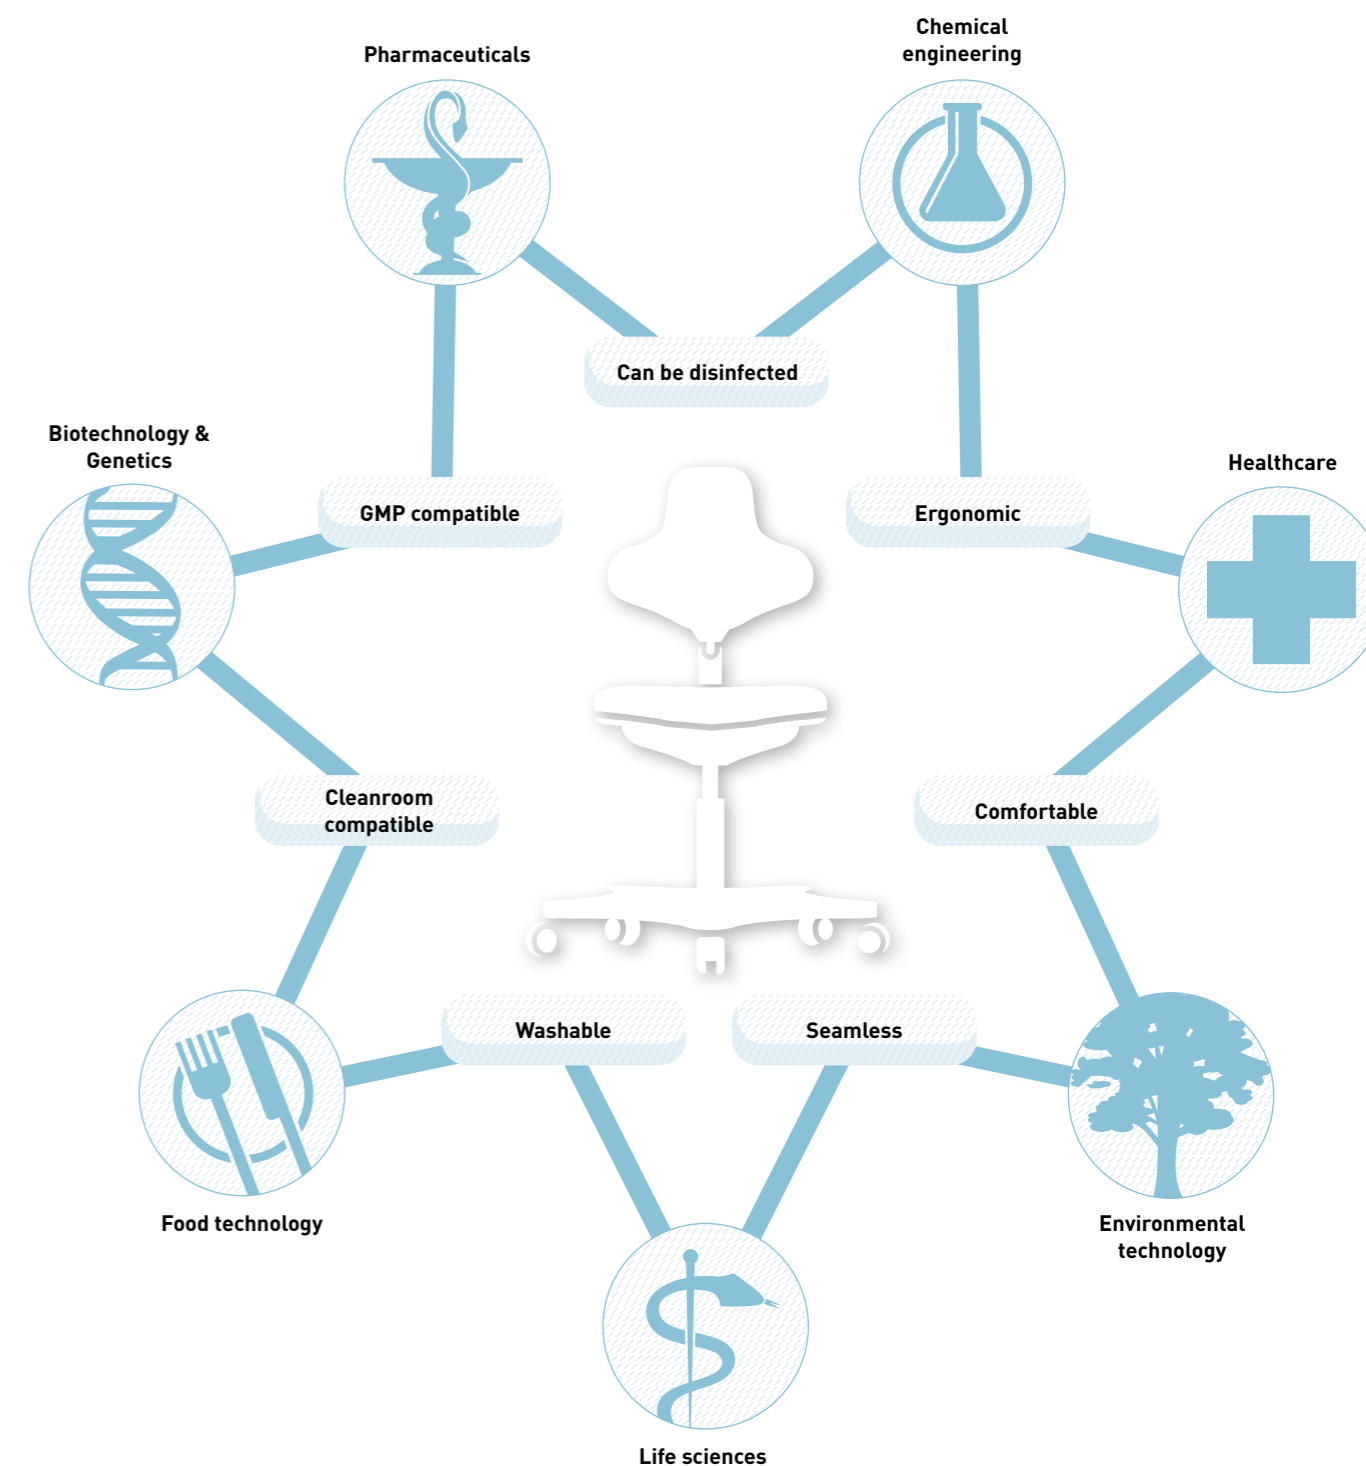 Chemical
engineering
Pharmaceuticals
Can be disinfected
Biotechnology &
Genetics
Healthcare
GMP compatible
Ergonomic
Cleanroom
compatible
Comfortable
Washable
Seamless
Food technology
Environmental
technology
Life sciences